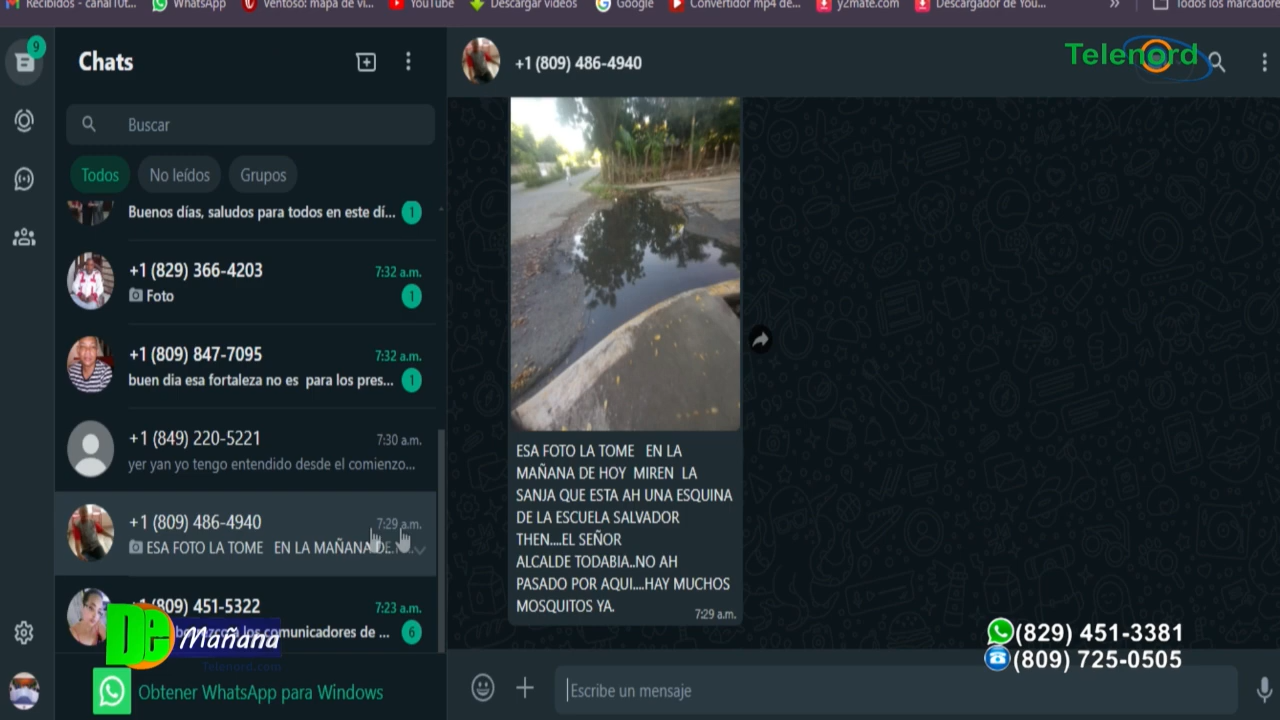 Recibidos - canal10t...
WhatsApp
Ventoso: mapa de vi...
YouTube
Descargar videos
Google
Convertidor mp4 de...
y2mate.com
Descargador de You...
»
Todos los marcadore
9
Chats
Buscar
Todos
No leídos
Grupos
Buenos días, saludos para todos en este dí...
1
+1 (829) 366-4203
7:32 a.m.
Foto
1
+1 (809) 847-7095
7:32 a.m.
buen dia esa fortaleza no es para los pres...
1
+1 (849) 220-5221
7:30 a.m.
yer yan yo tengo entendido desde el comienzo...
+1 (809) 486-4940
7:29 a.m.
ESA FOTO LA TOME EN LA MAÑANA DE
(809) 451-5322
7:23 a.m.
los comunicadores de ...
6
De Mañana
Telenord.com
Obtener WhatsApp para Windows
+1 (809) 486-4940
Telenord
ESA FOTO LA TOME EN LA
MAÑANA DE HOY MIREN LA
SANJA QUE ESTA AH UNA ESQUINA
DE LA ESCUELA SALVADOR
THEN....EL SEÑOR
ALCALDE TODABIA..NO AH
PASADO POR AQUI....HAY MUCHOS
MOSQUITOS YA.
7:29 a.m.
(829) 451-3381
(809) 725-0505
Escribe un mensaje